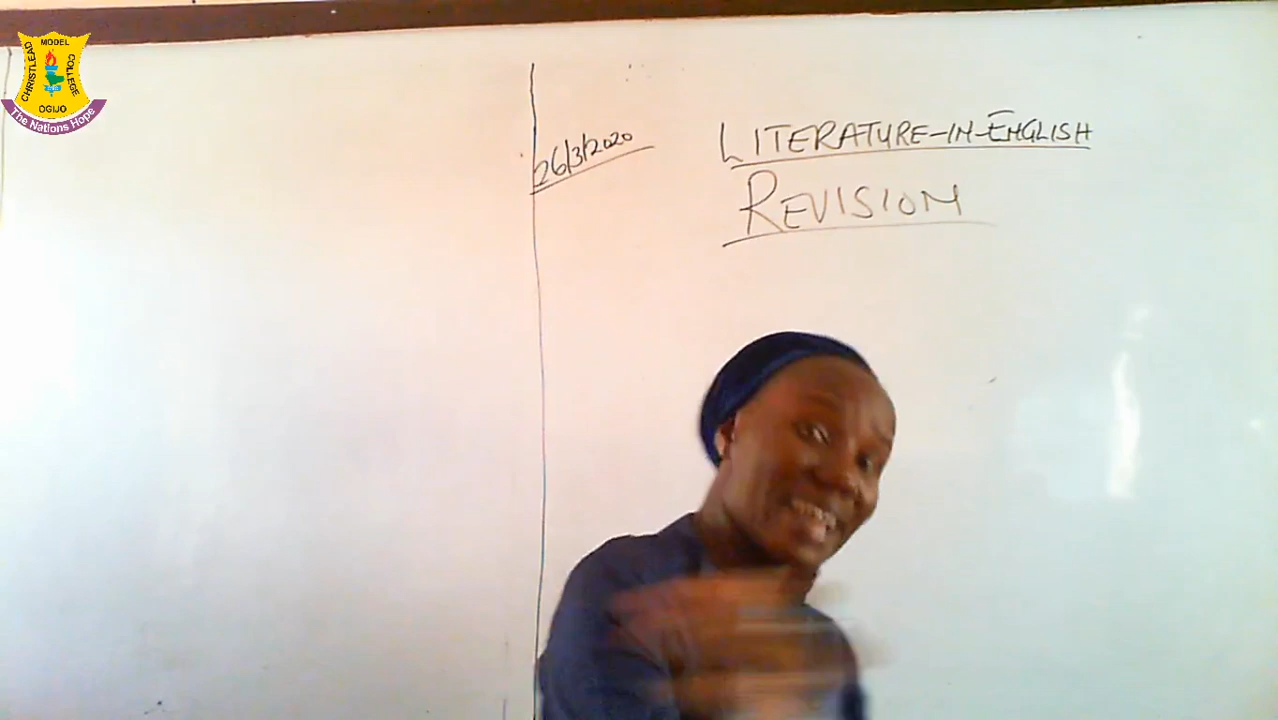 MODEL
CHRISTLEAD
COLLEGE
OGIJO
The Nations Hope
26/3/2020
LITERATURE-IN-ENGLISH
REVISION